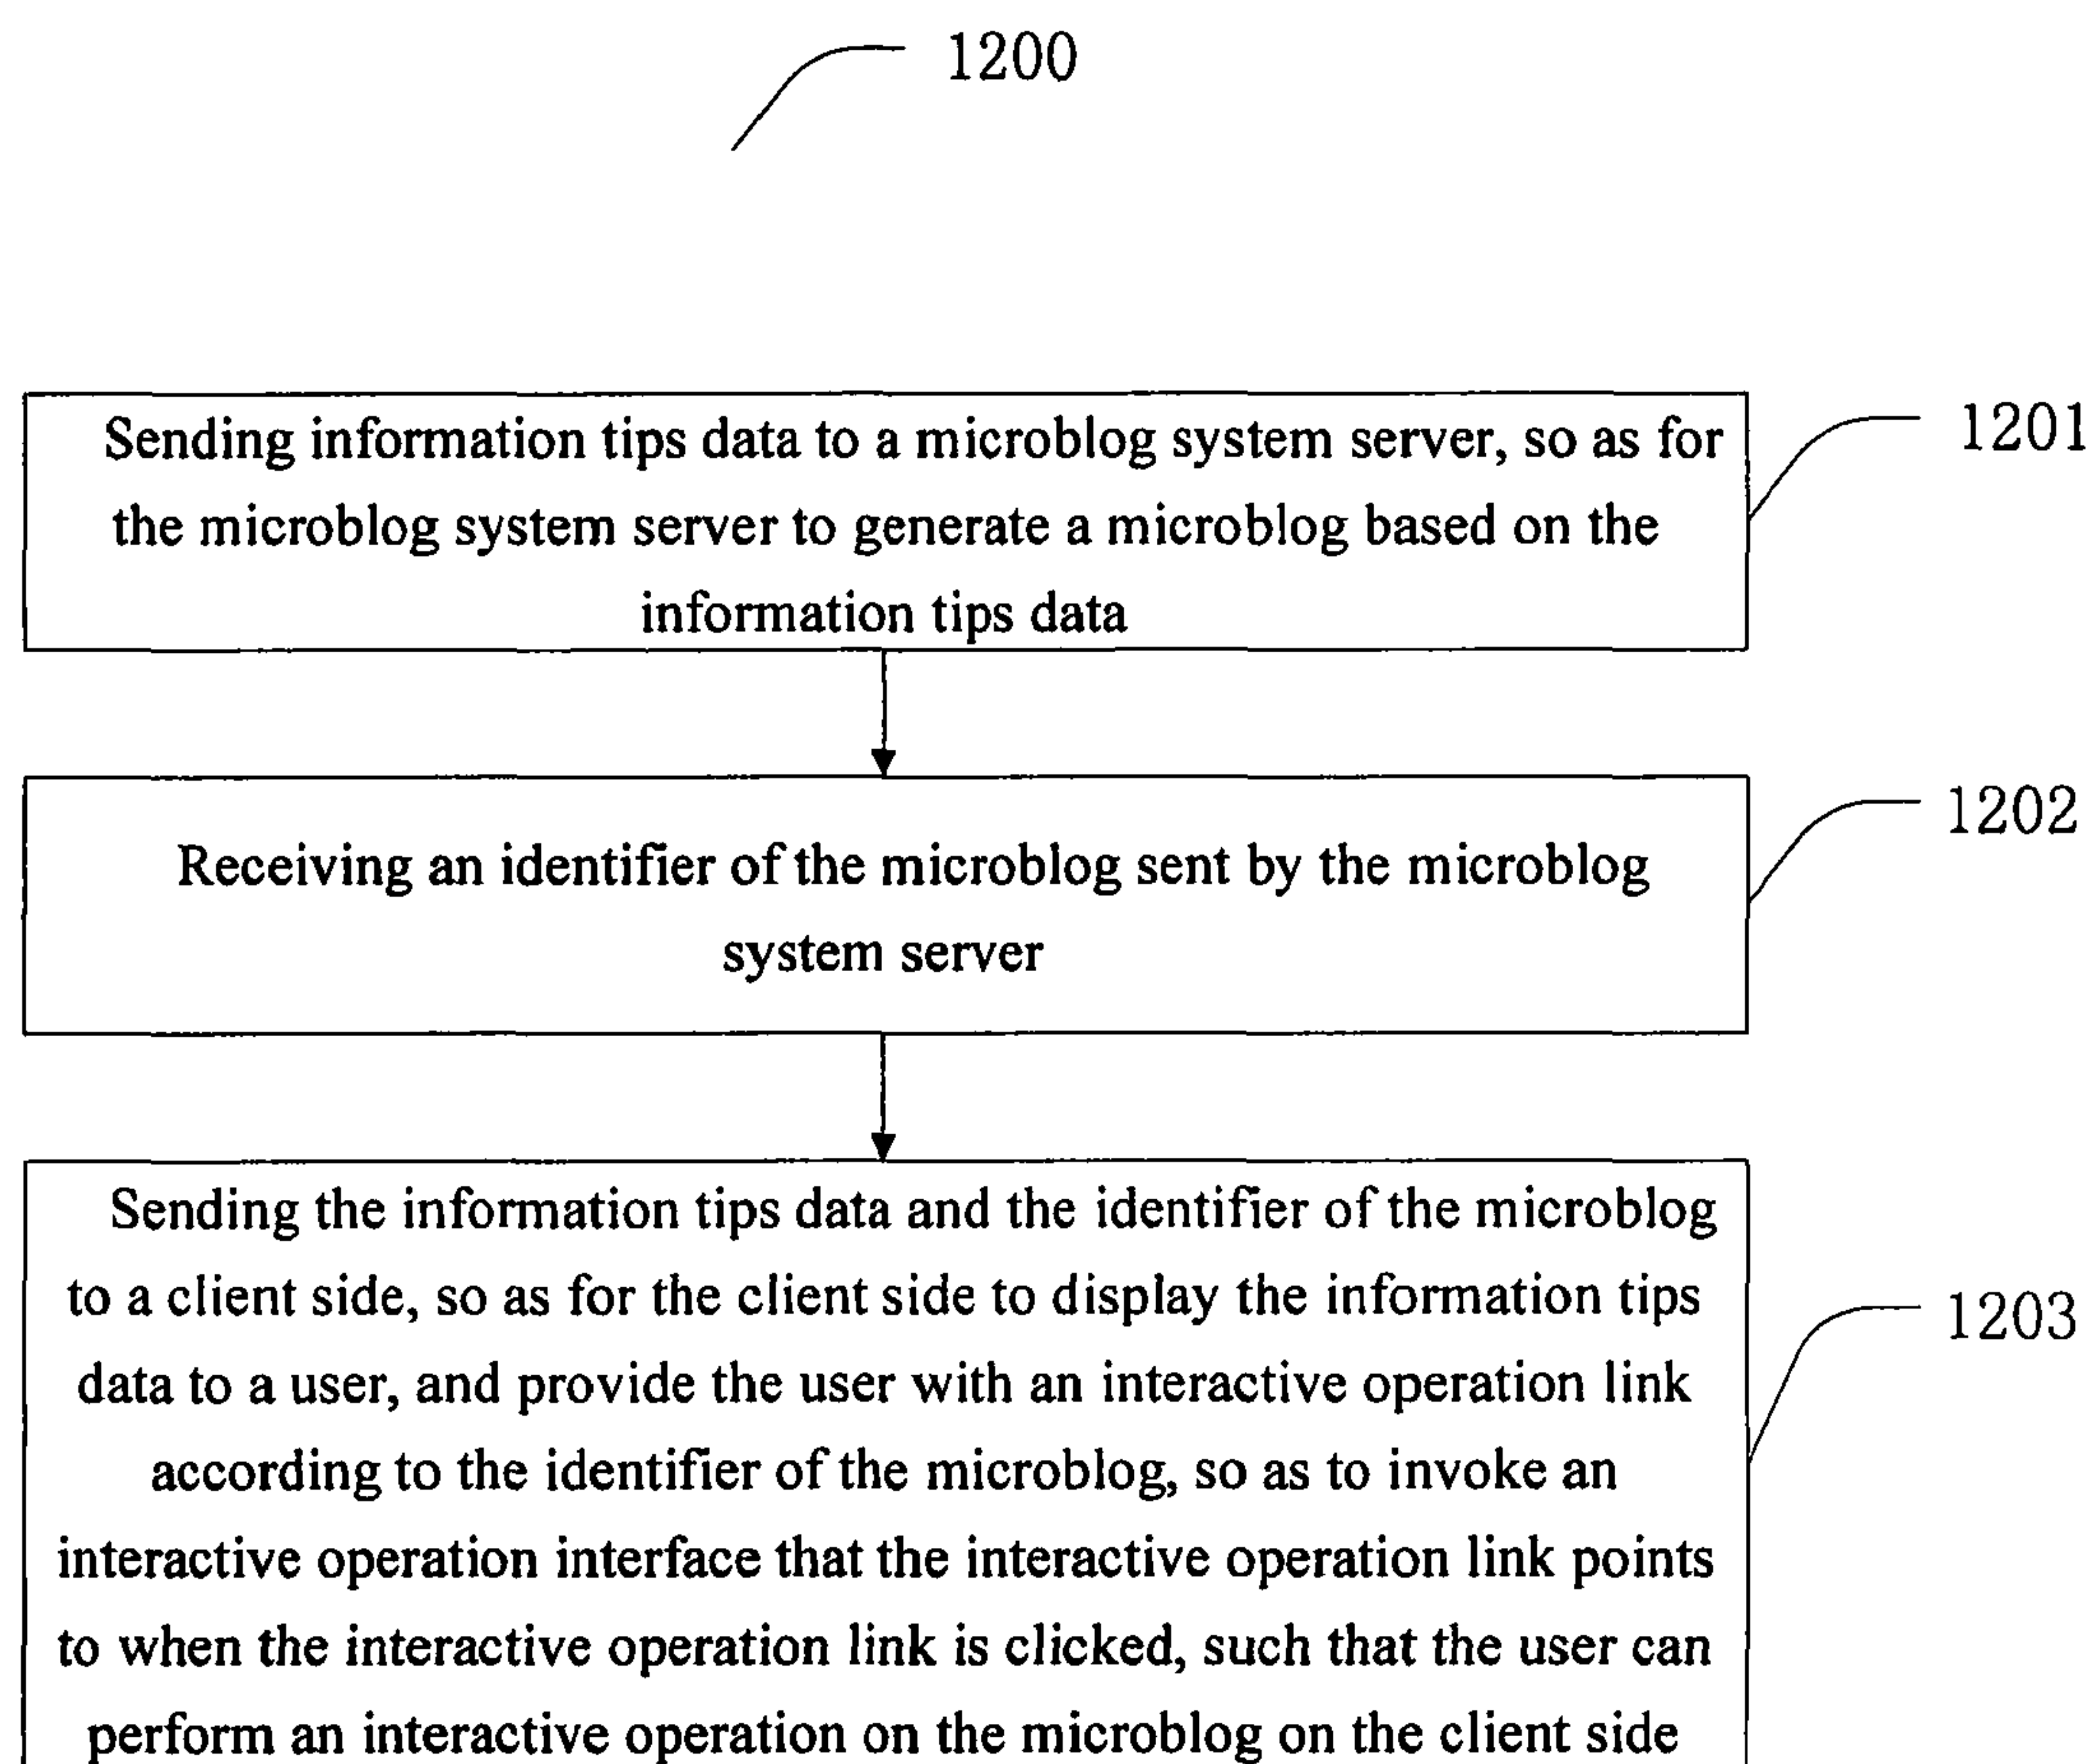 1200
Sending information tips data to a microblog system server, so as for
the microblog system server to generate a microblog based on the
information tips data
1201
Receiving an identifier of the microblog sent by the microblog
system server
1202
Sending the information tips data and the identifier of the microblog
to a client side, so as for the client side to display the information tips
data to a user, and provide the user with an interactive operation link
according to the identifier of the microblog, so as to invoke an
interactive operation interface that the interactive operation link points
to when the interactive operation link is clicked, such that the user can
perform an interactive operation on the microblog on the client side
1203